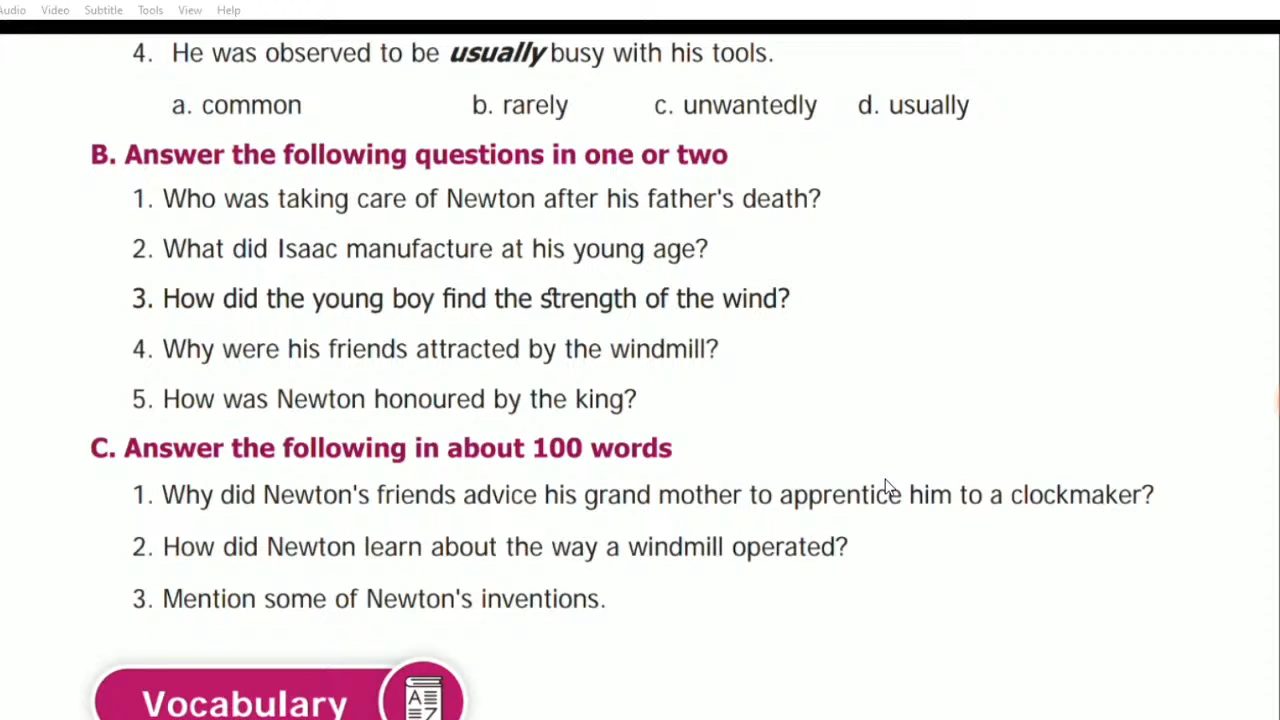 Audio Video Subtitle Tools View Help
4. He was observed to be usually busy with his tools.
a. common b. rarely c. unwantedly d. usually
B. Answer the following questions in one or two
1. Who was taking care of Newton after his father's death?
2. What did Isaac manufacture at his young age?
3. How did the young boy find the strength of the wind?
4. Why were his friends attracted by the windmill?
5. How was Newton honoured by the king?
C. Answer the following in about 100 words
1. Why did Newton's friends advice his grand mother to apprentice him to a clockmaker?
2. How did Newton learn about the way a windmill operated?
3. Mention some of Newton's inventions.
Vocabulary